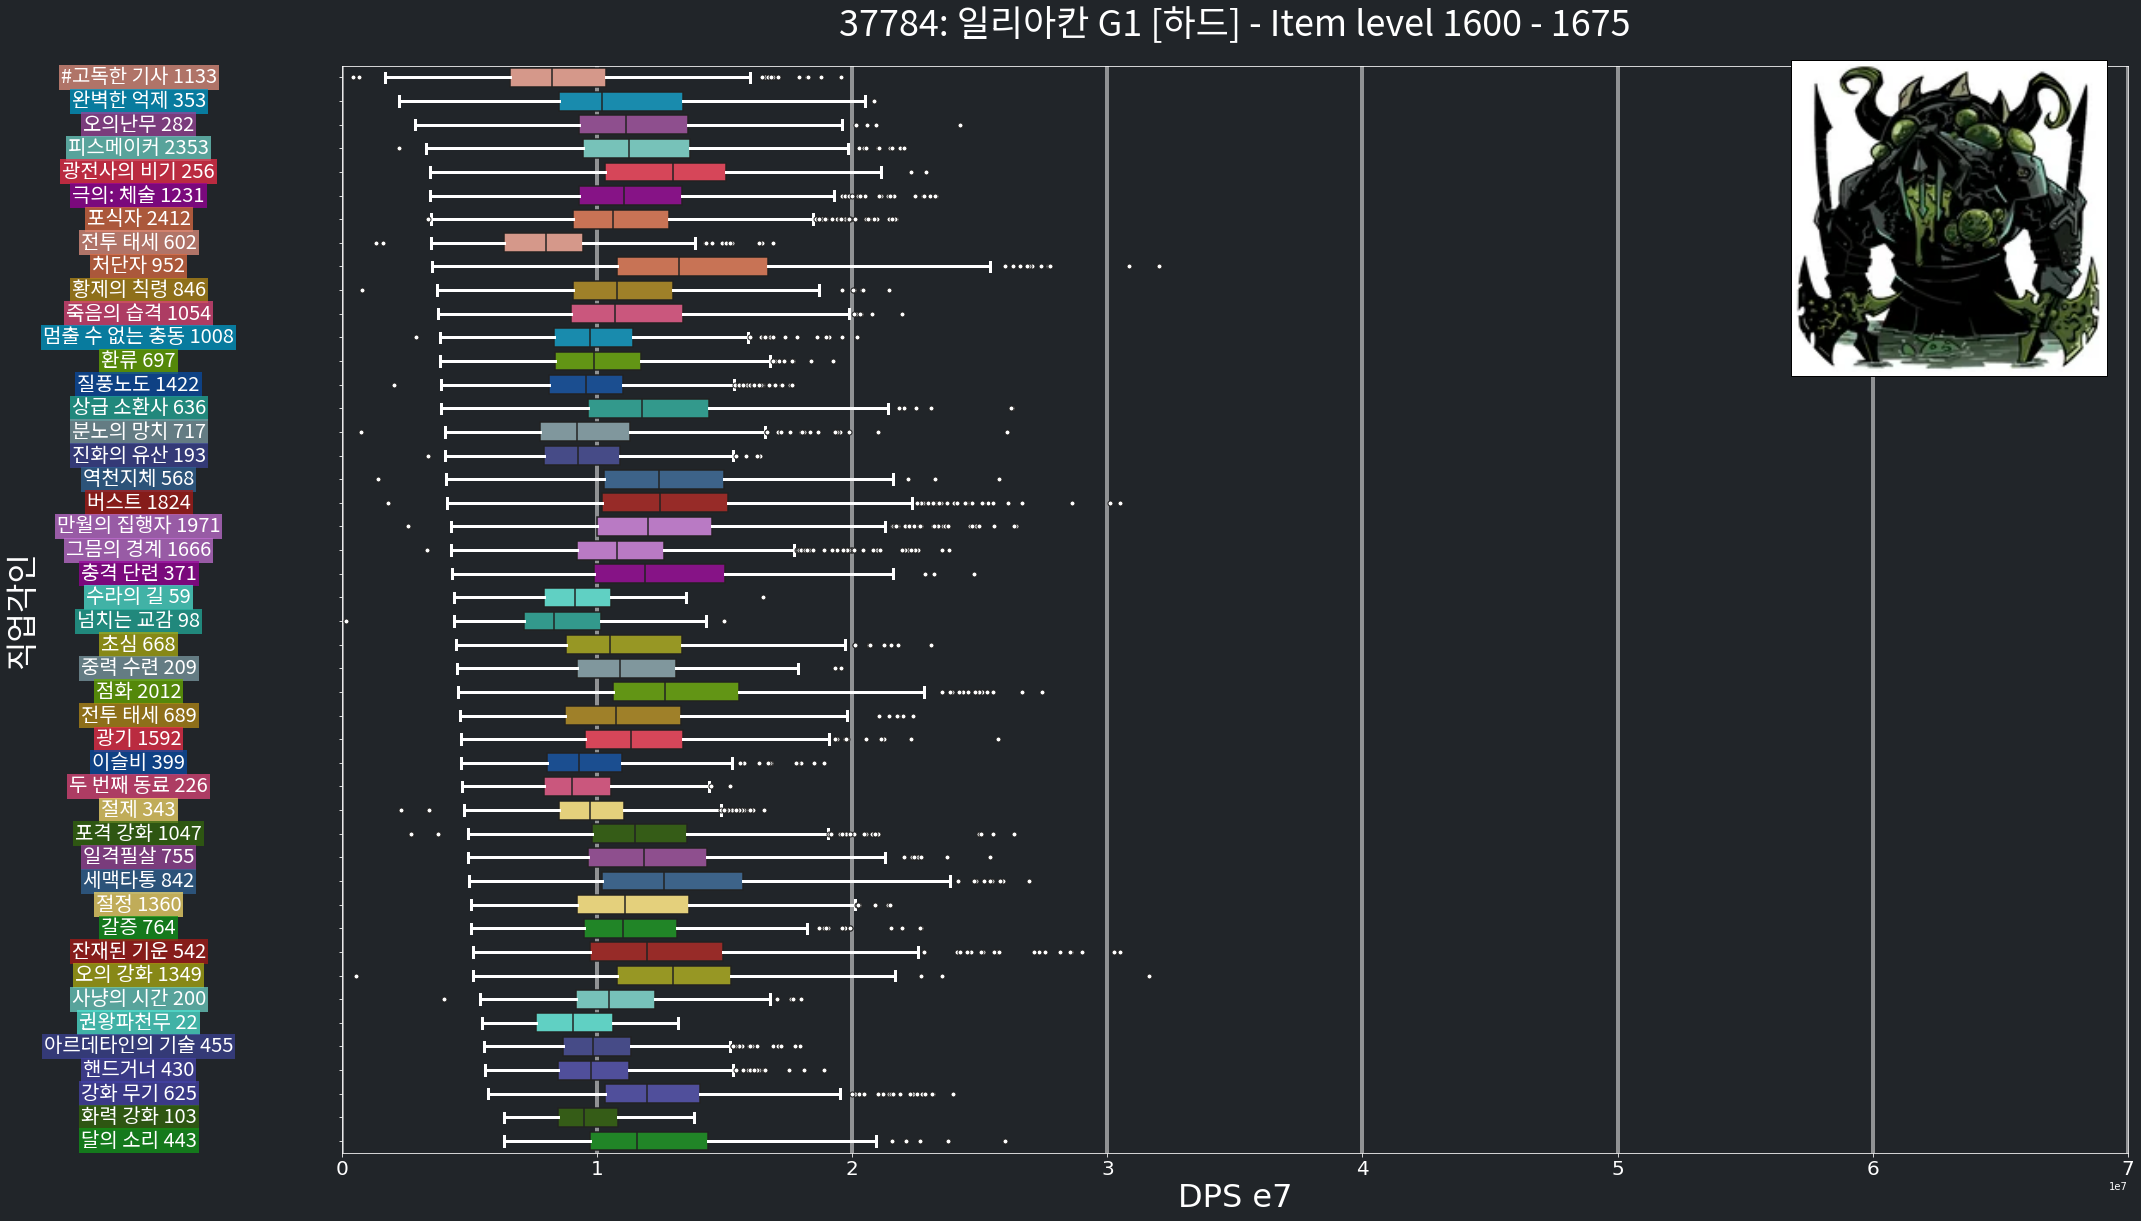 37784: 일리아칸 G1 [하드] - Item level 1600 - 1675
#고독한 기사 1133
완벽한 억제 353
오의난무 282
피스메이커 2353
광전사의 비기 256
극의: 체술 1231
포식자 2412
전투 태세 602
처단자 952
황제의 칙령 846
죽음의 습격 1054
멈출 수 없는 충동 1008
환류 697
질풍노도 1422
상급 소환사 636
분노의 망치 717
진화의 유산 193
역천지체 568
버스트 1824
만월의 집행자 1971
그믐의 경계 1666
충격 단련 371
수라의 길 59
넘치는 교감 98
초심 668
중력 수련 209
점화 2012
전투 태세 689
광기 1592
이슬비 399
두 번째 동료 226
절제 343
포격 강화 1047
일격필살 755
세맥타통 842
절정 1360
갈증 764
잔재된 기운 542
오의 강화 1349
사냥의 시간 200
권왕파천무 22
아르데타인의 기술 455
핸드거너 430
강화 무기 625
화력 강화 103
달의 소리 443
직업각인
0 1 2 3 4 5 6 7
DPS e7
1e7